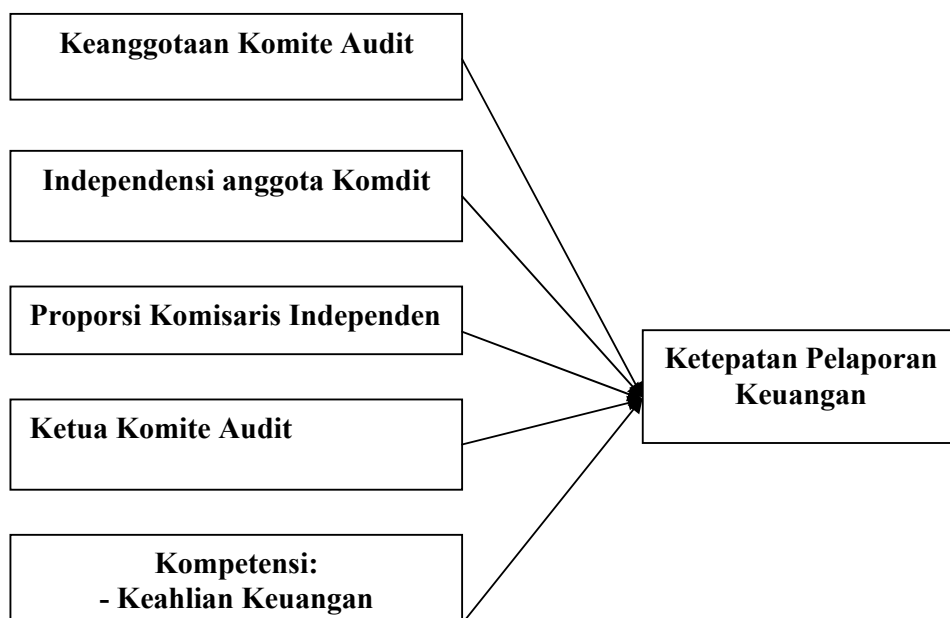 Keanggotaan Komite Audit
Independensi anggota Komdit
Proporsi Komisaris Independen
Ketepatan Pelaporan
Keuangan
Ketua Komite Audit
Kompetensi:
- Keahlian Keuangan